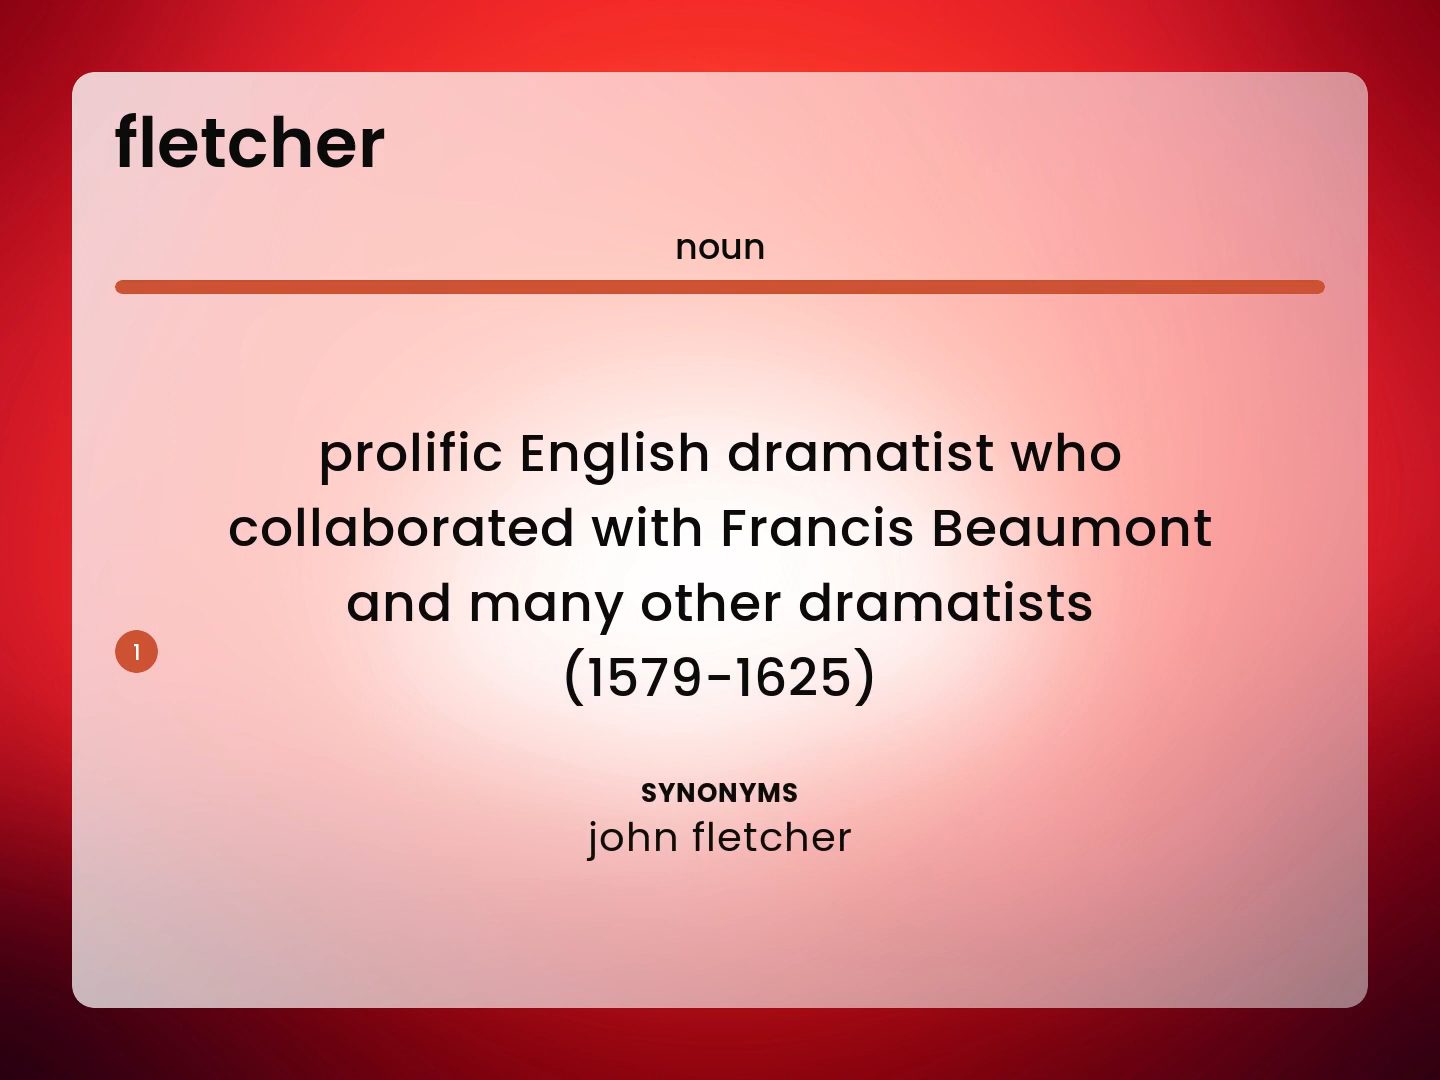 fletcher
noun
prolific English dramatist who
collaborated with Francis Beaumont
and many other dramatists
(1579-1625)
1
SYNONYMS
john fletcher